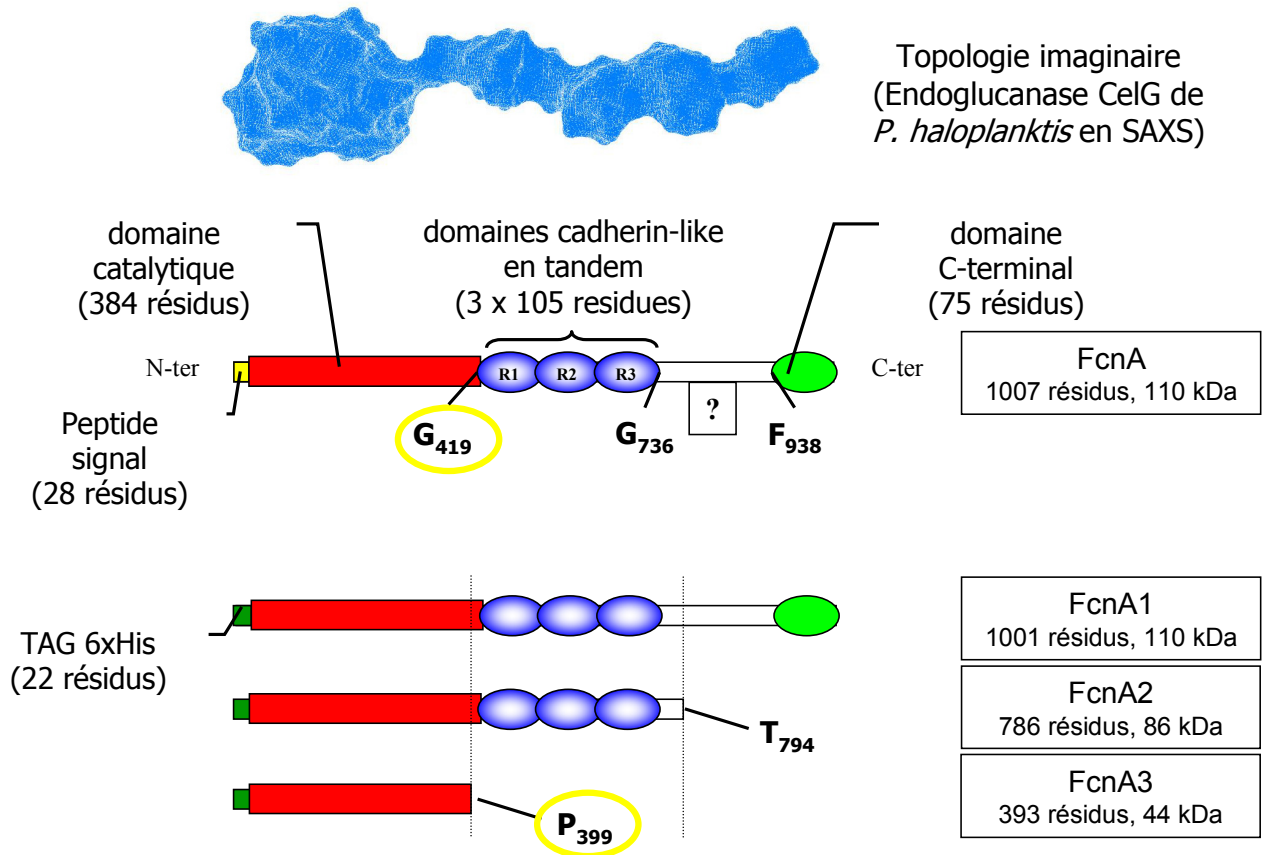 Topologie imaginaire
(Endoglucanase CelG de
P. haloplanktis en SAXS)
domaine
catalytique
(384 résidus)
domaines cadherin-like
en tandem
(3 x 105 residues)
domaine
C-terminal
(75 résidus)
N-ter
R1
R2
R3
C-ter
FcnA
1007 résidus, 110 kDa
Peptide
signal
(28 résidus)
G419
G736
?
F938
TAG 6xHis
(22 résidus)
FcnA1
1001 résidus, 110 kDa
T794
FcnA2
786 résidus, 86 kDa
P399
FcnA3
393 résidus, 44 kDa